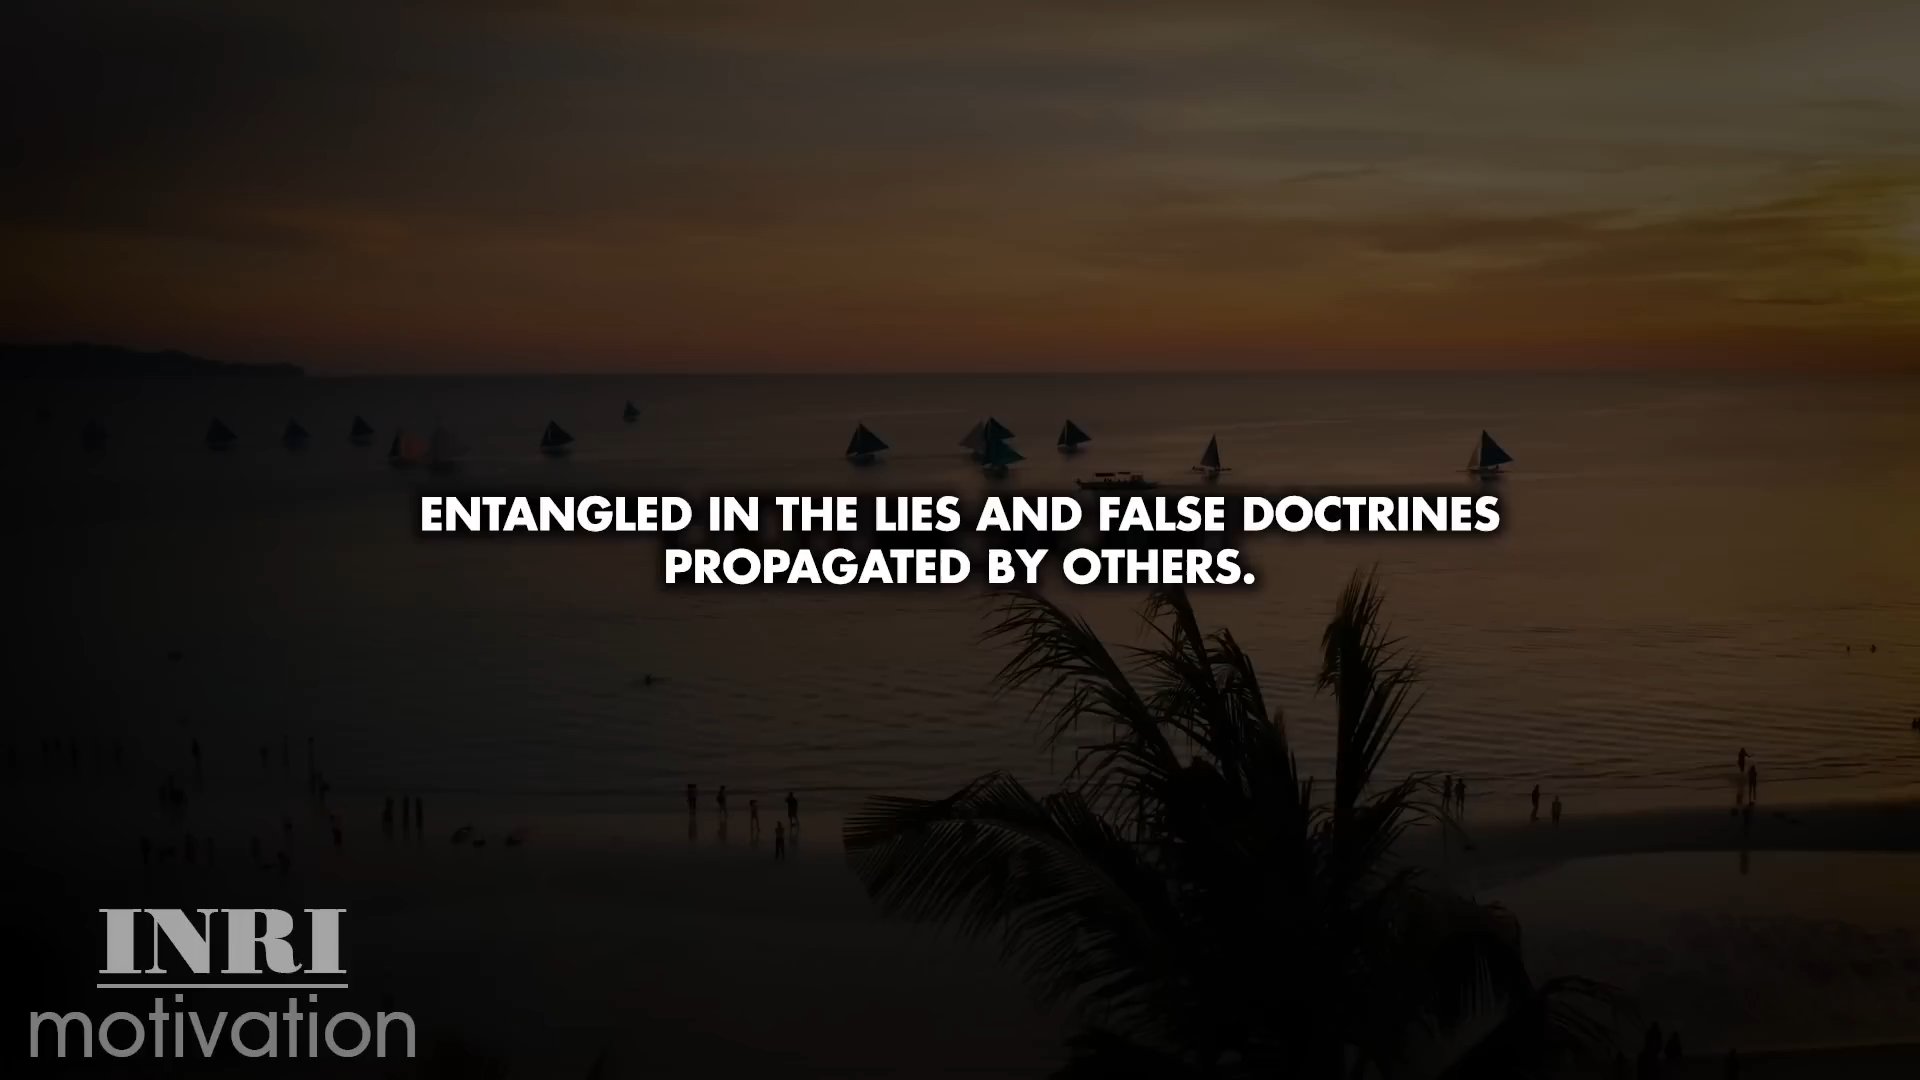 ENTANGLED IN THE LIES AND FALSE DOCTRINES
PROPAGATED BY OTHERS.
INRI
motivation